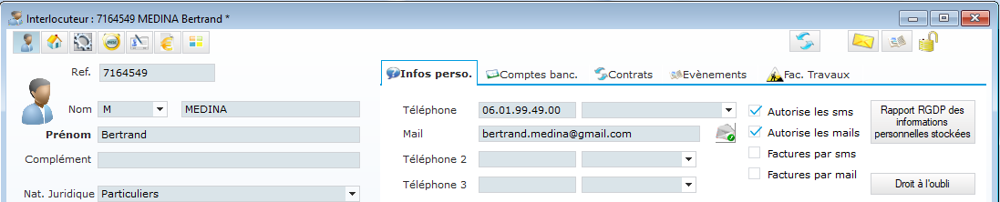 Interlocuteur : 7164549 MEDINA Bertrand *
Ref. 7164549
Nom M MEDINA
Prénom Bertrand
Complément
Nat. Juridique Particuliers
Infos perso. Comptes banc. Contrats Evènements Fac. Travaux
Téléphone 06.01.99.49.00
Mail bertrand.medina@gmail.com
Téléphone 2
Téléphone 3
Autorise les sms
Autorise les mails
Factures par sms
Factures par mail
Rapport RGDP des
infomations
personnelles stockées
Droit à l'oubli